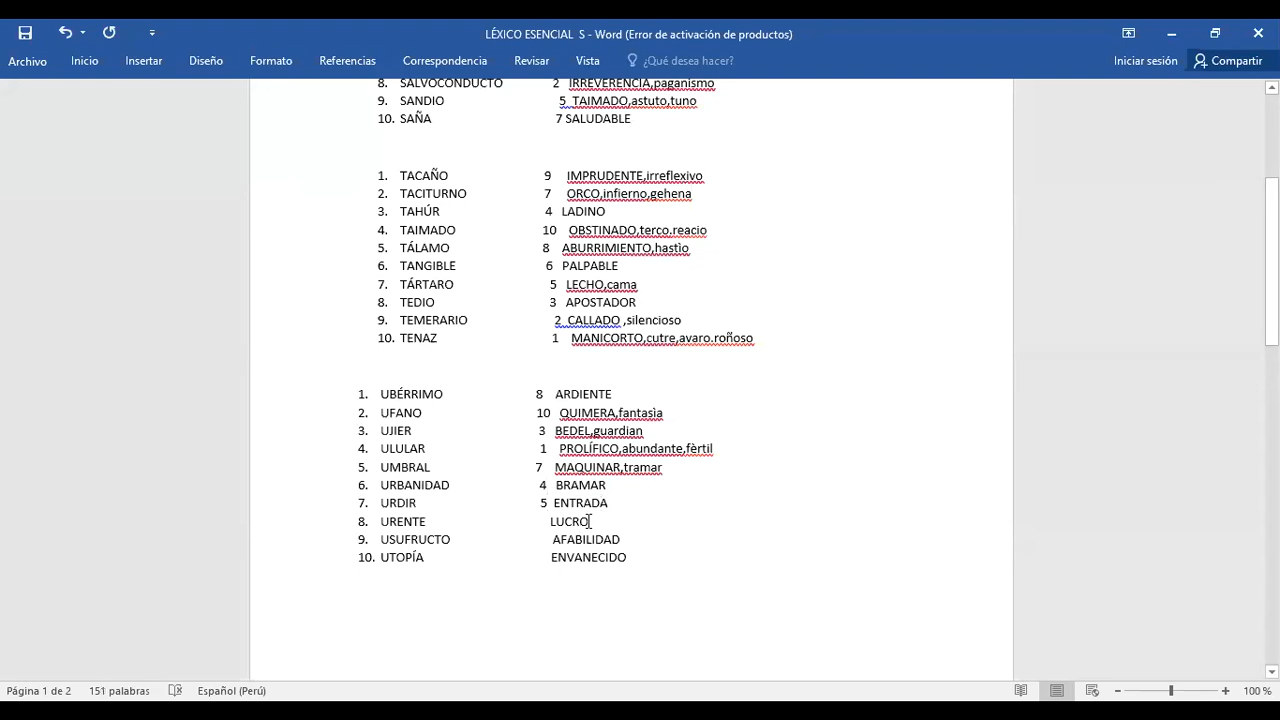 LÉXICO ESENCIAL S - Word (Error de activación de productos)
Archivo Inicio Insertar Diseño Formato Referencias Correspondencia Revisar Vista ¿Qué desea hacer? Iniciar sesión Compartir
8. SALVOCONDUCTO 2 IRREVERENCIA,paganismo
9. SANDIO 5 TAIMADO,astuto,tuno
10. SAÑA 7 SALUDABLE
1. TACAÑO 9 IMPRUDENTE,irreflexivo
2. TACITURNO 7 ORCO,infierno,gehena
3. TAHÚR 4 LADINO
4. TAIMADO 10 OBSTINADO,terco,reacio
5. TÁLAMO 8 ABURRIMIENTO,hastìo
6. TANGIBLE 6 PALPABLE
7. TÁRTARO 5 LECHO,cama
8. TEDIO 3 APOSTADOR
9. TEMERARIO 2 CALLADO ,silencioso
10. TENAZ 1 MANICORTO,cutre,avaro.roñoso
1. UBÉRRIMO 8 ARDIENTE
2. UFANO 10 QUIMERA,fantasìa
3. UJIER 3 BEDEL,guardian
4. ULULAR 1 PROLÍFICO,abundante,fèrtil
5. UMBRAL 7 MAQUINAR,tramar
6. URBANIDAD 4 BRAMAR
7. URDIR 5 ENTRADA
8. URENTE LUCRO
9. USUFRUCTO AFABILIDAD
10. UTOPÍA ENVANECIDO
Página 1 de 2 151 palabras Español (Perú) 100 %